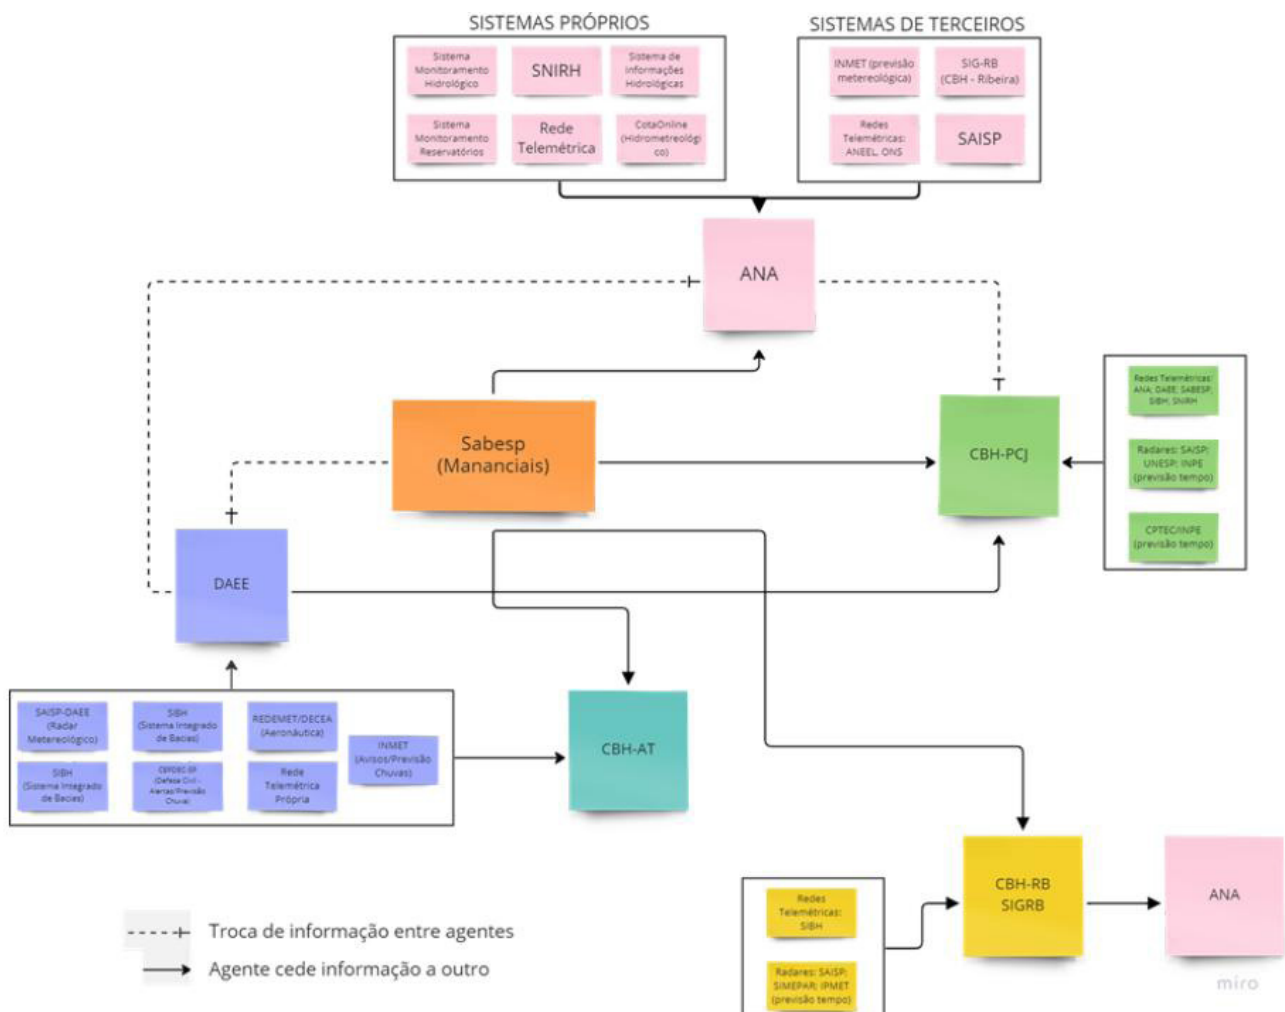 SISTEMAS PRÓPRIOS
SISTEMAS DE TERCEIROS
Sistema
Monitoramento
Hidrológico
SNIRH
Sistema de
Informações
Hidrológicas
Sistema
Monitoramento
Reservatórios
Rede
Telemétrica
CotaOnline
(Hidrometreológi
co)
INMET (previsão
metereológica)
SIG-RB
(CBH - Ribeira)
Redes
Telemétricas:
ANEEL, ONS
SAISP
ANA
Sabesp
(Mananciais)
CBH-PCJ
Redes Telemétricas:
ANA; DAEE; SABESP;
SIBH; SNIRH
Radares: SAISP;
UNESP; INPE
(previsão tempo)
CPTEC/INPE
(previsão tempo)
DAEE
SAISP-DAEE
(Radar
Metereológico)
SIBH
(Sistema Integrado
de Bacias)
REDEMET/DECEA
(Aeronáutica)
INMET
(Avisos/Previsão
Chuvas)
SIBH
(Sistema Integrado
de Bacias)
(Defesa Civil -
Alertas/Previsão
Chuva)
Rede
Telemétrica
Própria
CBH-AT
CBH-RB
SIGRB
ANA
Redes
Telemétricas:
SIBH
Radares: SAISP;
SIMEPAR; IPMET
(previsão tempo)
Troca de informação entre agentes
Agente cede informação a outro
miro